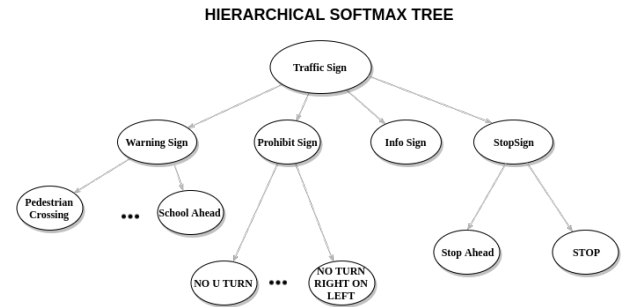 HIERARCHICAL SOFTMAX TREE
Traffic Sign
Warning Sign
Prohibit Sign
Info Sign
StopSign
Pedestrian
Crossing
School Ahead
Stop Ahead
STOP
NO U TURN
NO TURN
RIGHT ON
LEFT